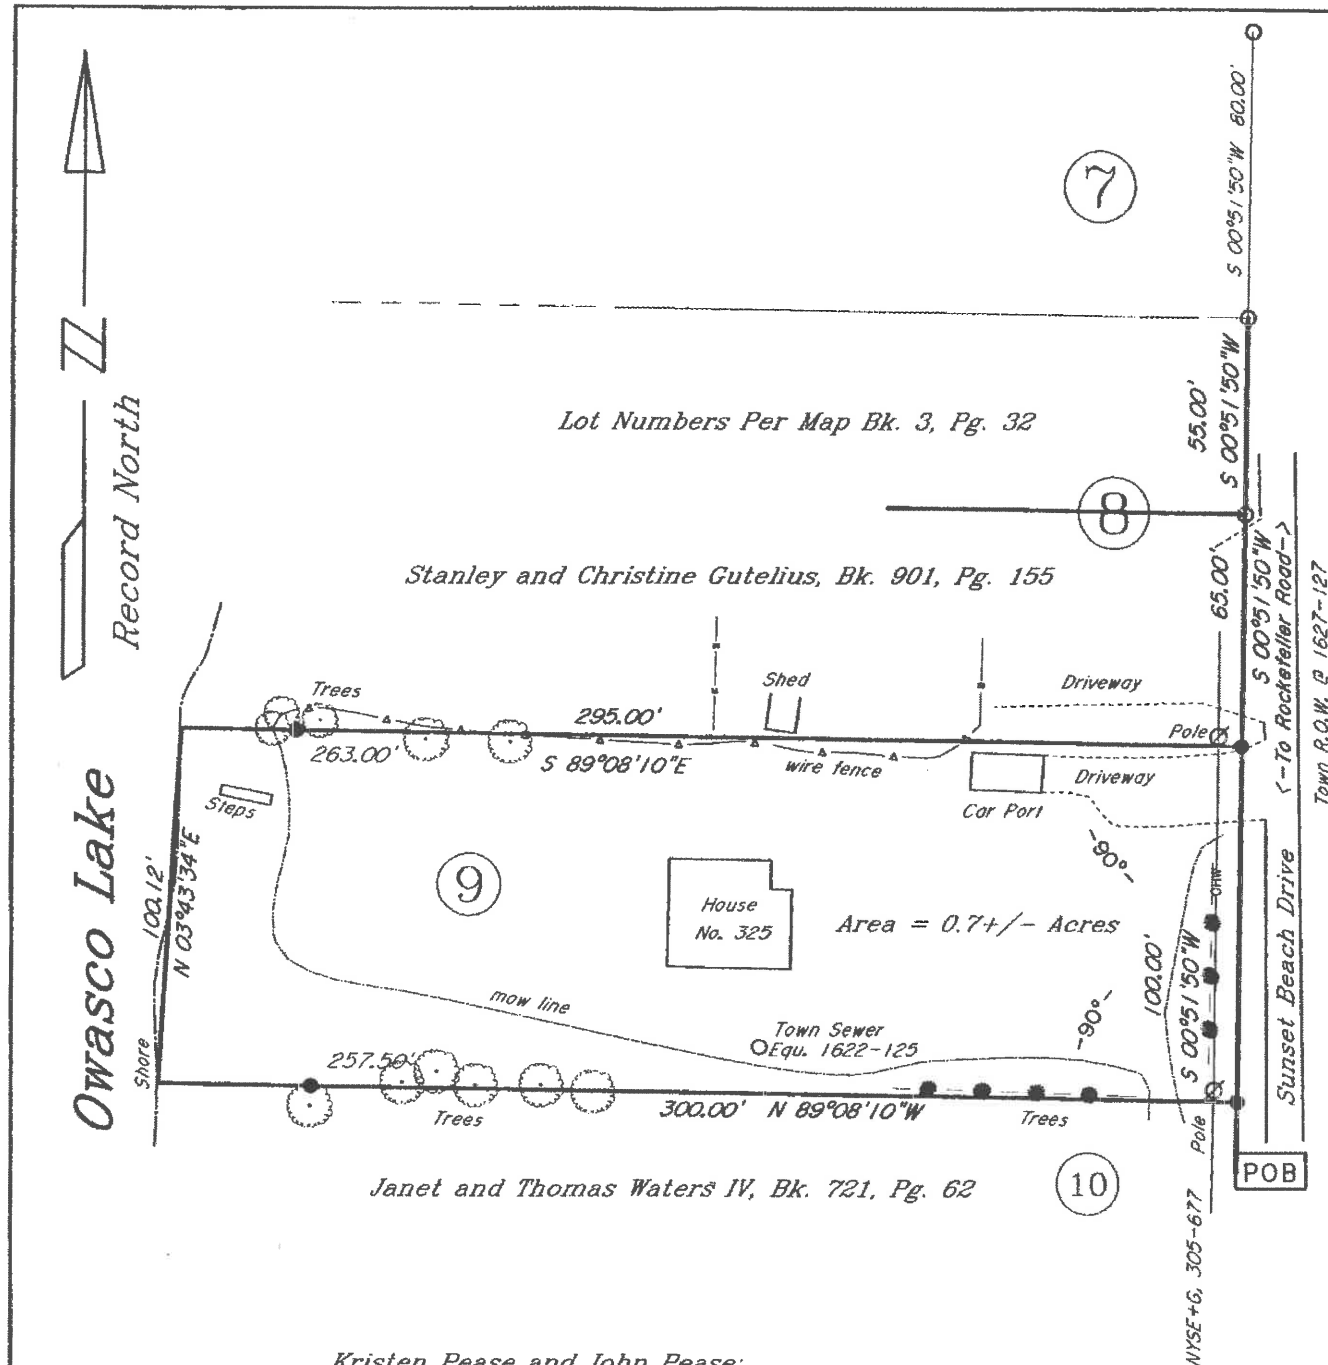 S 00°51'50"W 80.00'
7
Record North
Lot Numbers Per Map Bk. 3, Pg. 32
55.00'
S 00°51'50"W
8
Stanley and Christine Gutelius, Bk. 901, Pg. 155
65.00'
S 00°51'50"W
<-To Rockefeller Road->
Town R.O.W. @ 1627-127
Trees
Shed
Driveway
295.00'
Pole
263.00'
S 89°08'10"E
wire fence
Driveway
Steps
Car Port
Owasco Lake
100.12'
N 03°43'34"E
9
-90°-
House
No. 325
Area = 0.7+/- Acres
OHW
100.00'
S 00°51'50"W
Sunset Beach Drive
mow line
-90°-
Town Sewer
Equ. 1622-125
Shore
257.50'
Trees
300.00' N 89°08'10"W
Trees
Pole
POB
Janet and Thomas Waters IV, Bk. 721, Pg. 62
10
NYSE+G, 305-677
Kristen Pease and John Pease;